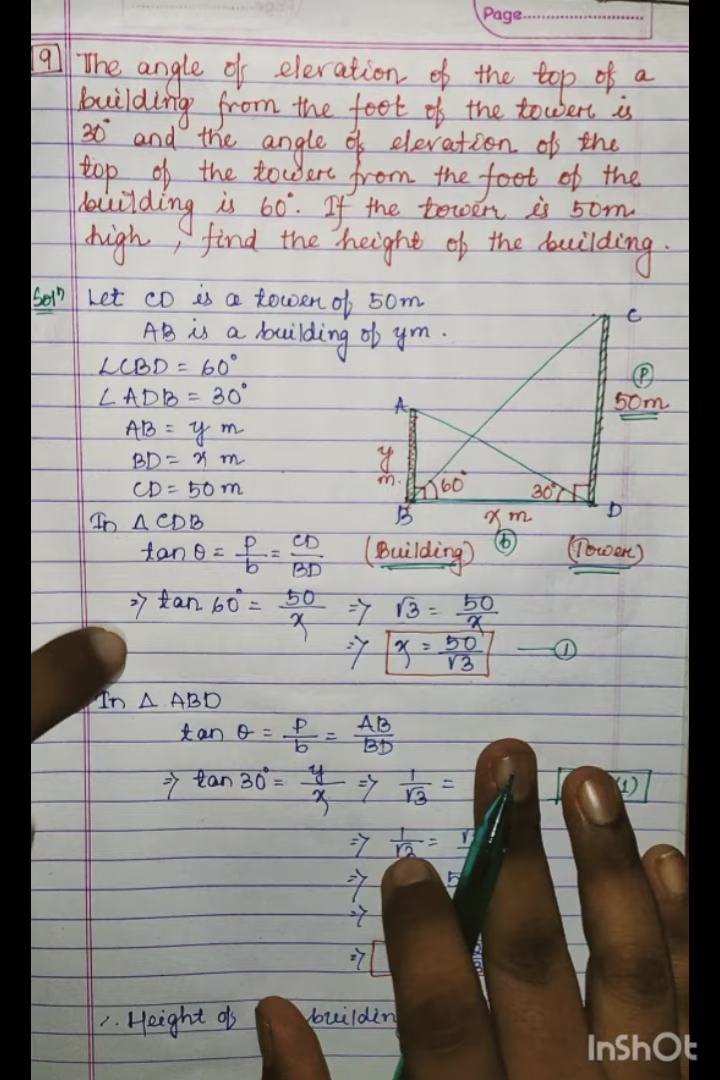 Page
9 The angle of elevation of the top of a
building from the foot of the tower is
30° and the angle of elevation of the
top of the tower from the foot of the
building is 60°. If the tower is 50m
high, find the height of the building.
Solⁿ Let CD is a tower of 50m
AB is a building of ym.
∠CBD = 60°
∠ADB = 30°
AB = y m
BD = x m
CD = 50 m
C
P
50m
A
y
m.
60°
30°
B
x m
D
b
(Building)
(Tower)
In Δ CDB
tan θ = P/b = CD/BD
=> tan 60° = 50/x => √3 = 50/x
=> x = 50/√3 — 1
In Δ ABD
tan θ = P/b = AB/BD
=> tan 30° = y/x => 1/√3 =
(1)
=> 1/√3 =
=> 5
=>
=>
∴ Height of
InShOt